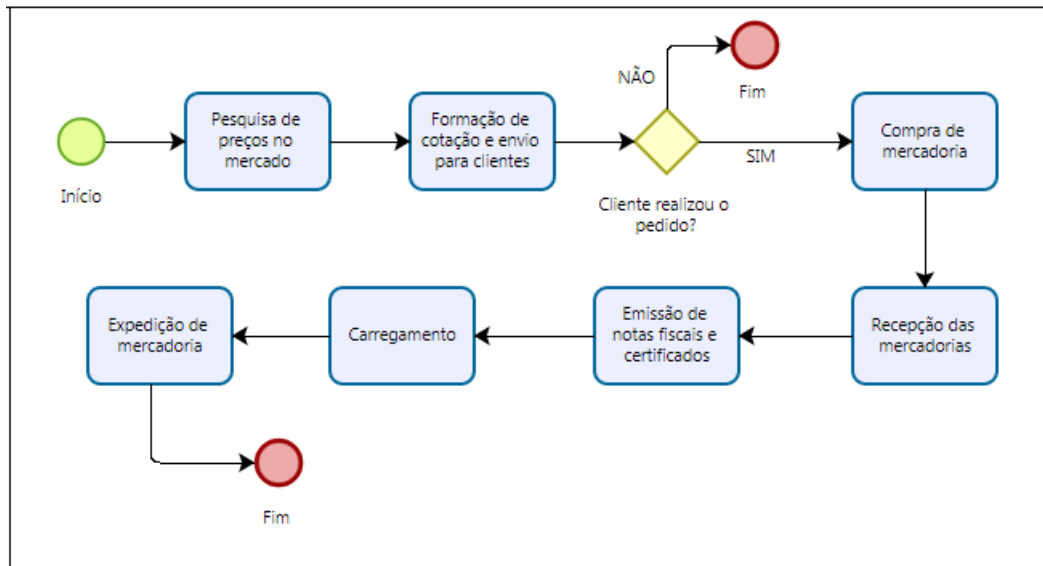 NÃO
Fim
Pesquisa de
preços no
mercado
Formação de
cotação e envio
para clientes
Compra de
mercadoria
SIM
Início
Cliente realizou o
pedido?
Expedição de
mercadoria
Carregamento
Emissão de
notas fiscais e
certificados
Recepção das
mercadorias
Fim